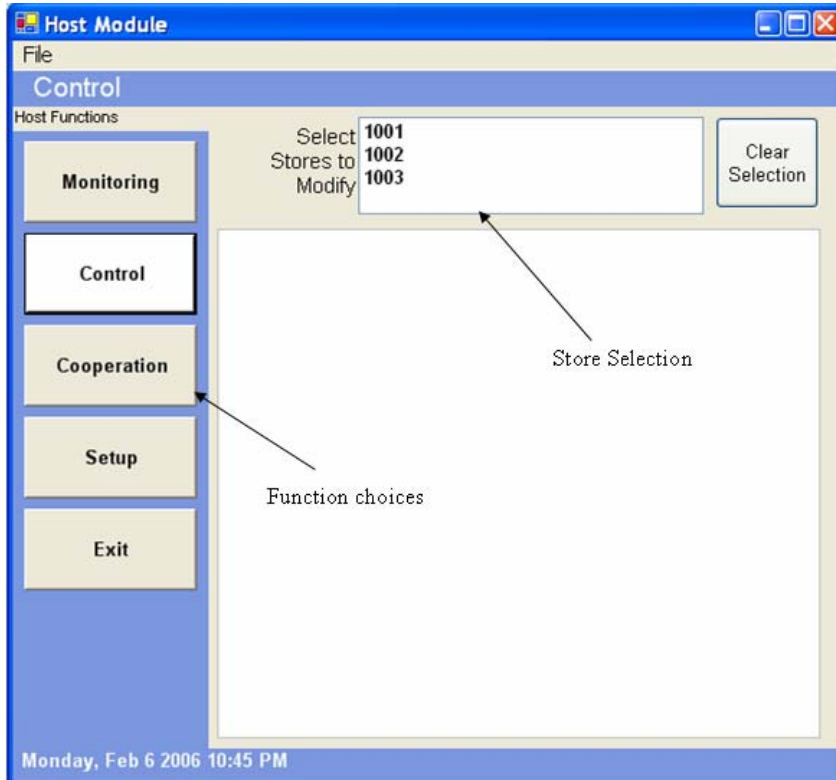 Host Module
File
Control
Host Functions
Monitoring
Control
Cooperation
Setup
Exit
Select
Stores to
Modify
1001
1002
1003
Clear
Selection
Store Selection
Function choices
Monday, Feb 6 2006 10:45 PM